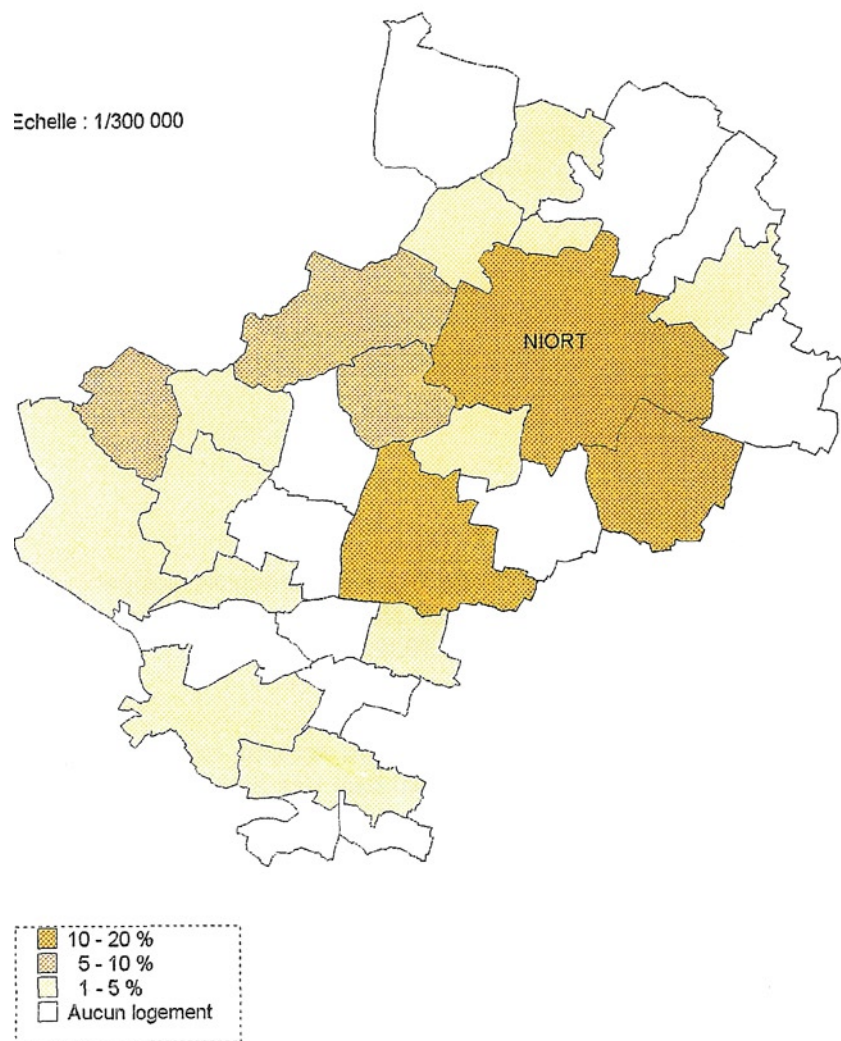 Echelle : 1/300 000
NIORT
10 - 20 %
5 - 10 %
1 - 5 %
Aucun logement